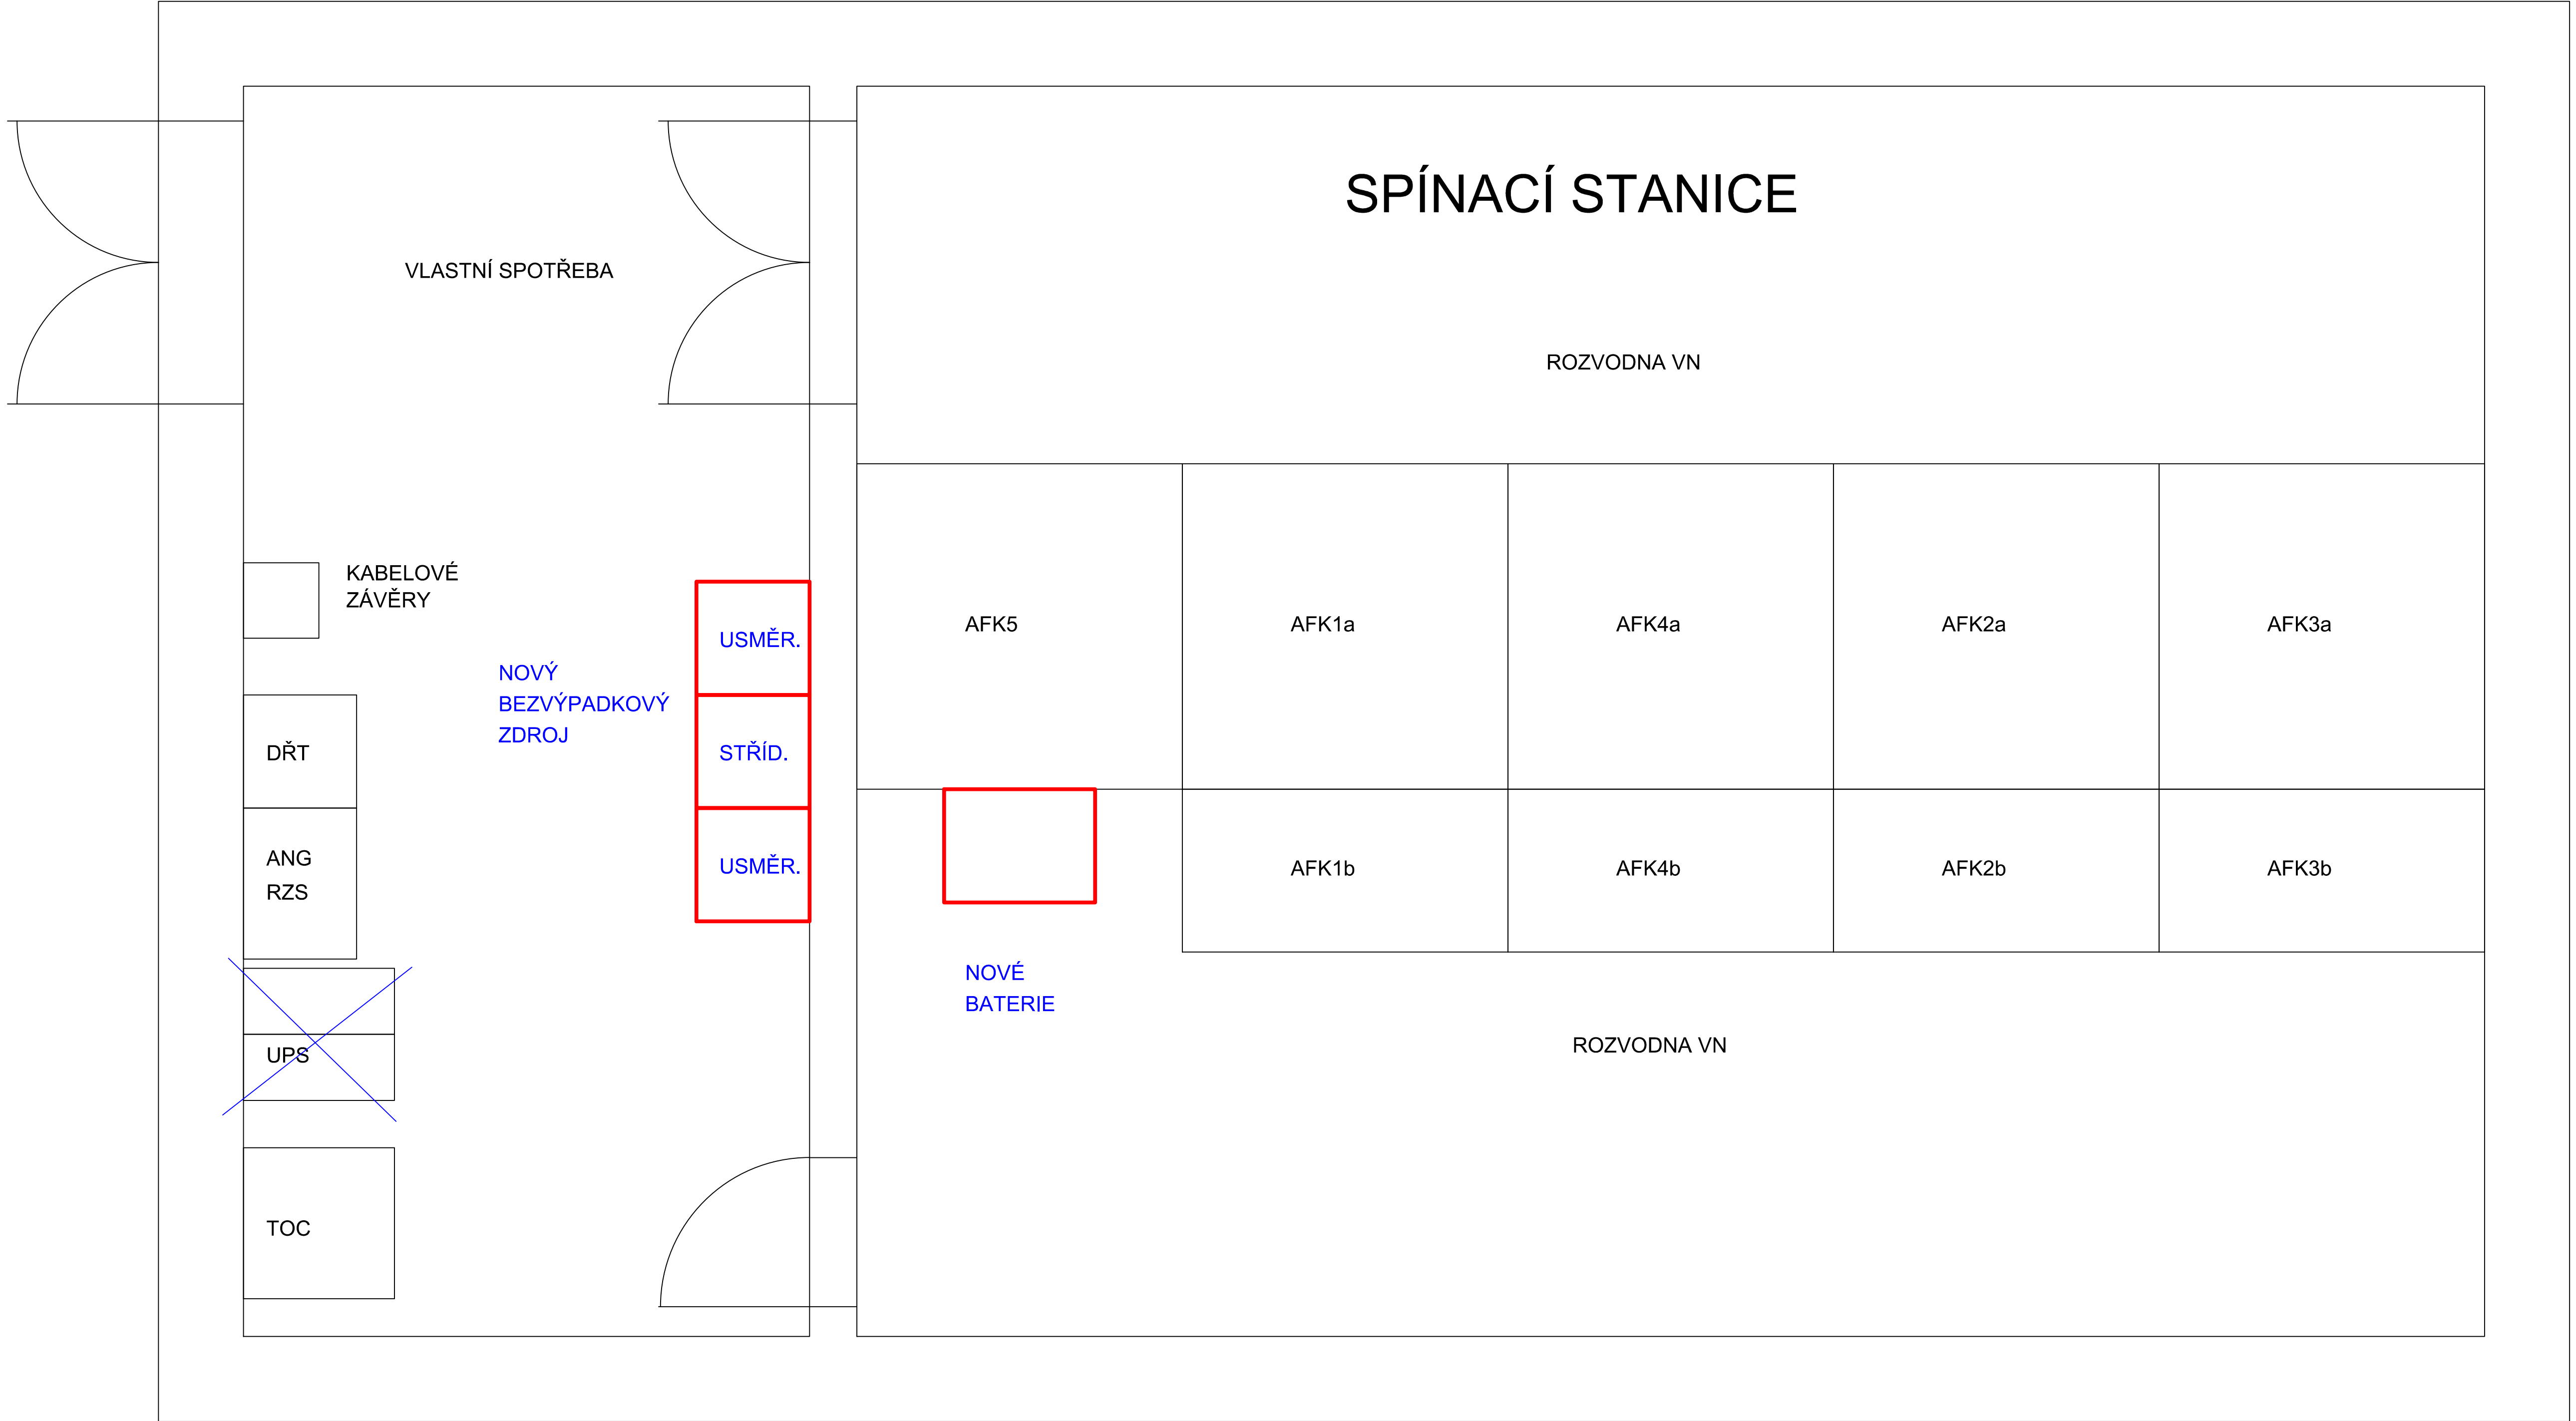 SPÍNACÍ STANICE
VLASTNÍ SPOTŘEBA
ROZVODNA VN
KABELOVÉ
ZÁVĚRY
USMĚR.
NOVÝ
BEZVÝPADKOVÝ
ZDROJ
STŘÍD.
USMĚR.
DŘT
ANG
RZS
UPS
TOC
AFK5
AFK1a
AFK4a
AFK2a
AFK3a
AFK1b
AFK4b
AFK2b
AFK3b
NOVÉ
BATERIE
ROZVODNA VN